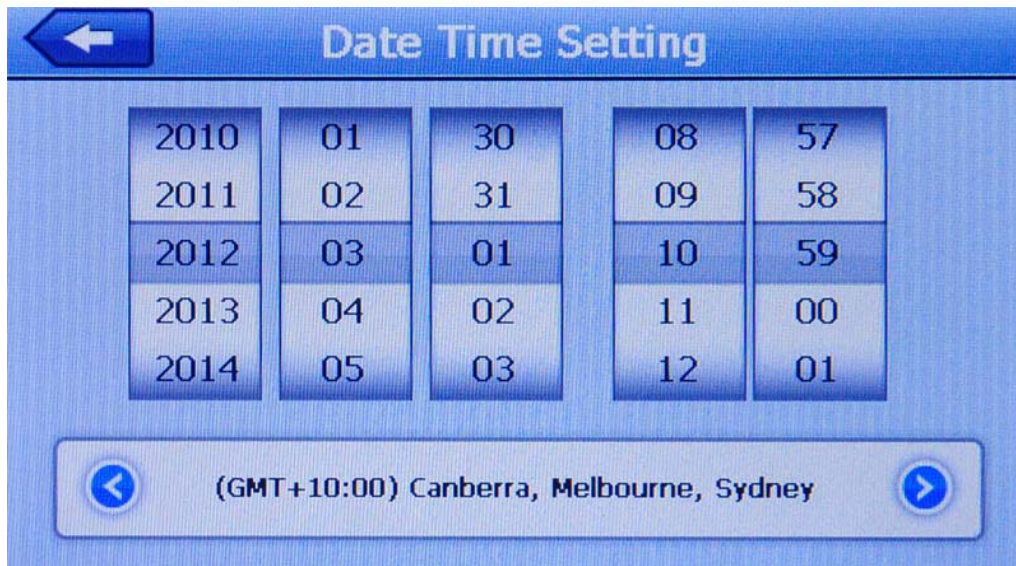 Date Time Setting
2010 01 30 08 57
2011 02 31 09 58
2012 03 01 10 59
2013 04 02 11 00
2014 05 03 12 01
(GMT+10:00) Canberra, Melbourne, Sydney